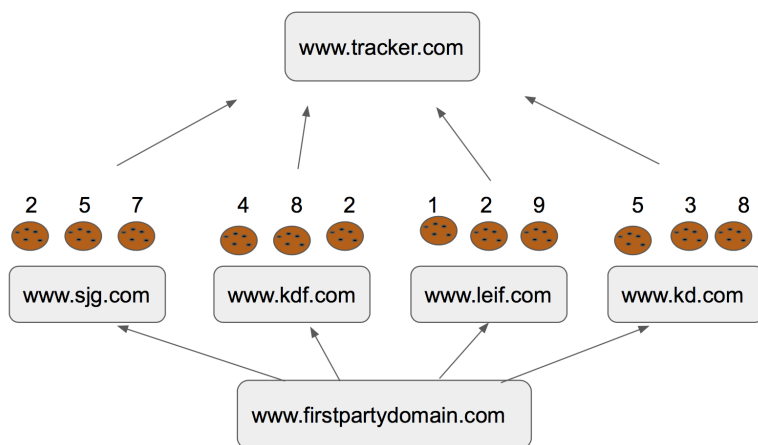 www.tracker.com
2 5 7 4 8 2 1 2 9 5 3 8
www.sjg.com www.kdf.com www.leif.com www.kd.com
www.firstpartydomain.com